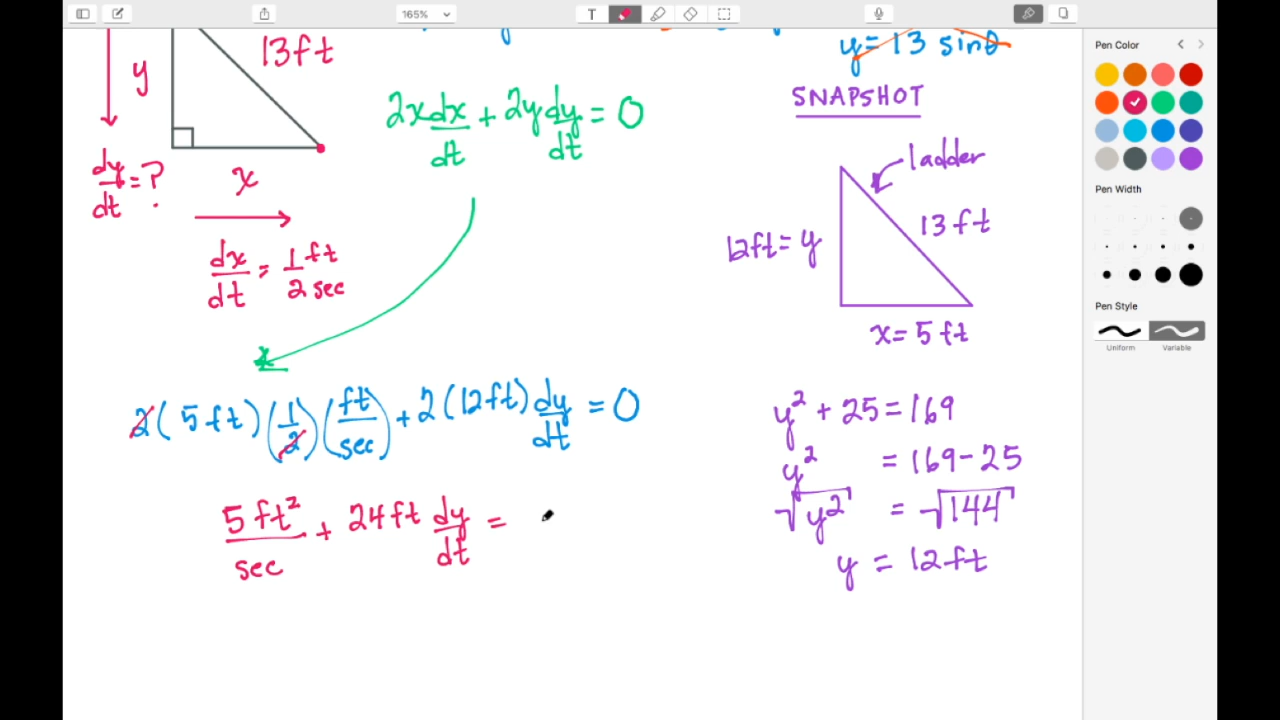 165%
T
13ft
y
dy/dt = ?
x
dx/dt = 1 ft / 2 sec
2x dx/dt + 2y dy/dt = 0
y = 13 sinθ
SNAPSHOT
ladder
12ft = y
13 ft
x = 5 ft
2(5ft)(1/2)(ft/sec) + 2(12ft) dy/dt = 0
5 ft²/sec + 24ft dy/dt =
y² + 25 = 169
y² = 169-25
√y² = √144
y = 12ft
Pen Color
Pen Width
Pen Style
Uniform
Variable